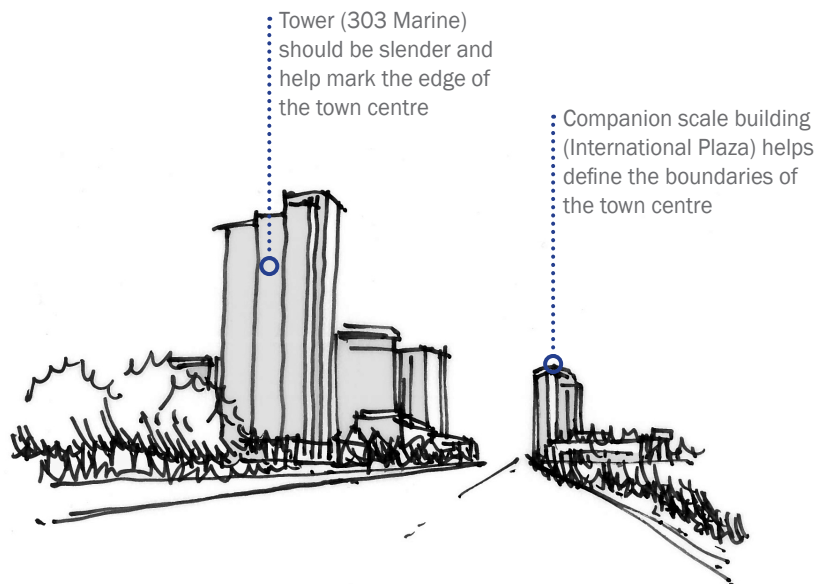 Tower (303 Marine)
should be slender and
help mark the edge of
the town centre
Companion scale building
(International Plaza) helps
define the boundaries of
the town centre